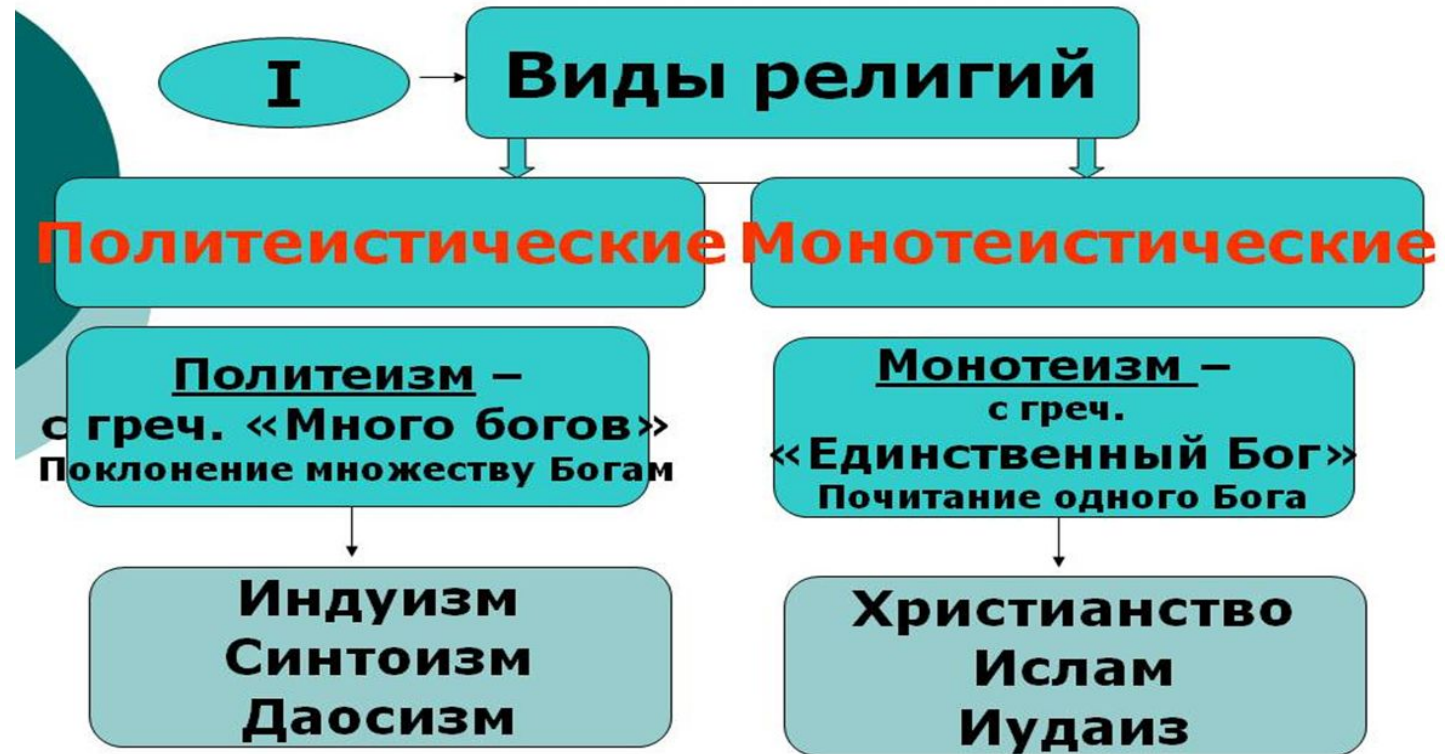 I
Виды религий
Политеистические
Монотеистические
Политеизм –
с греч. «Много богов»
Поклонение множеству Богам
Монотеизм –
с греч.
«Единственный Бог»
Почитание одного Бога
Индуизм
Синтоизм
Даосизм
Христианство
Ислам
Иудаиз